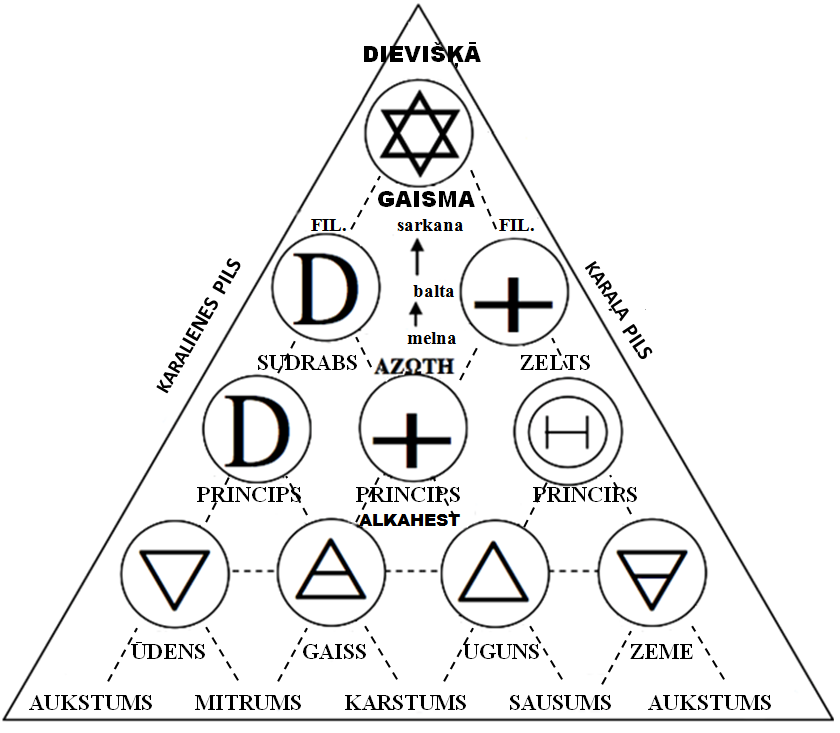 DIEVIŠĶĀ
GAISMA
FIL. sarkana FIL.
D
balta
melna
KARALIENES PILS
KARAĻA PILS
SUDRABS AZΩTH ZELTS
D
PRINCIPS PRINCIPS PRINCIPS
ALKAHEST
ŪDENS GAISS UGUNS ZEME
AUKSTUMS MITRUMS KARSTUMS SAUSUMS AUKSTUMS